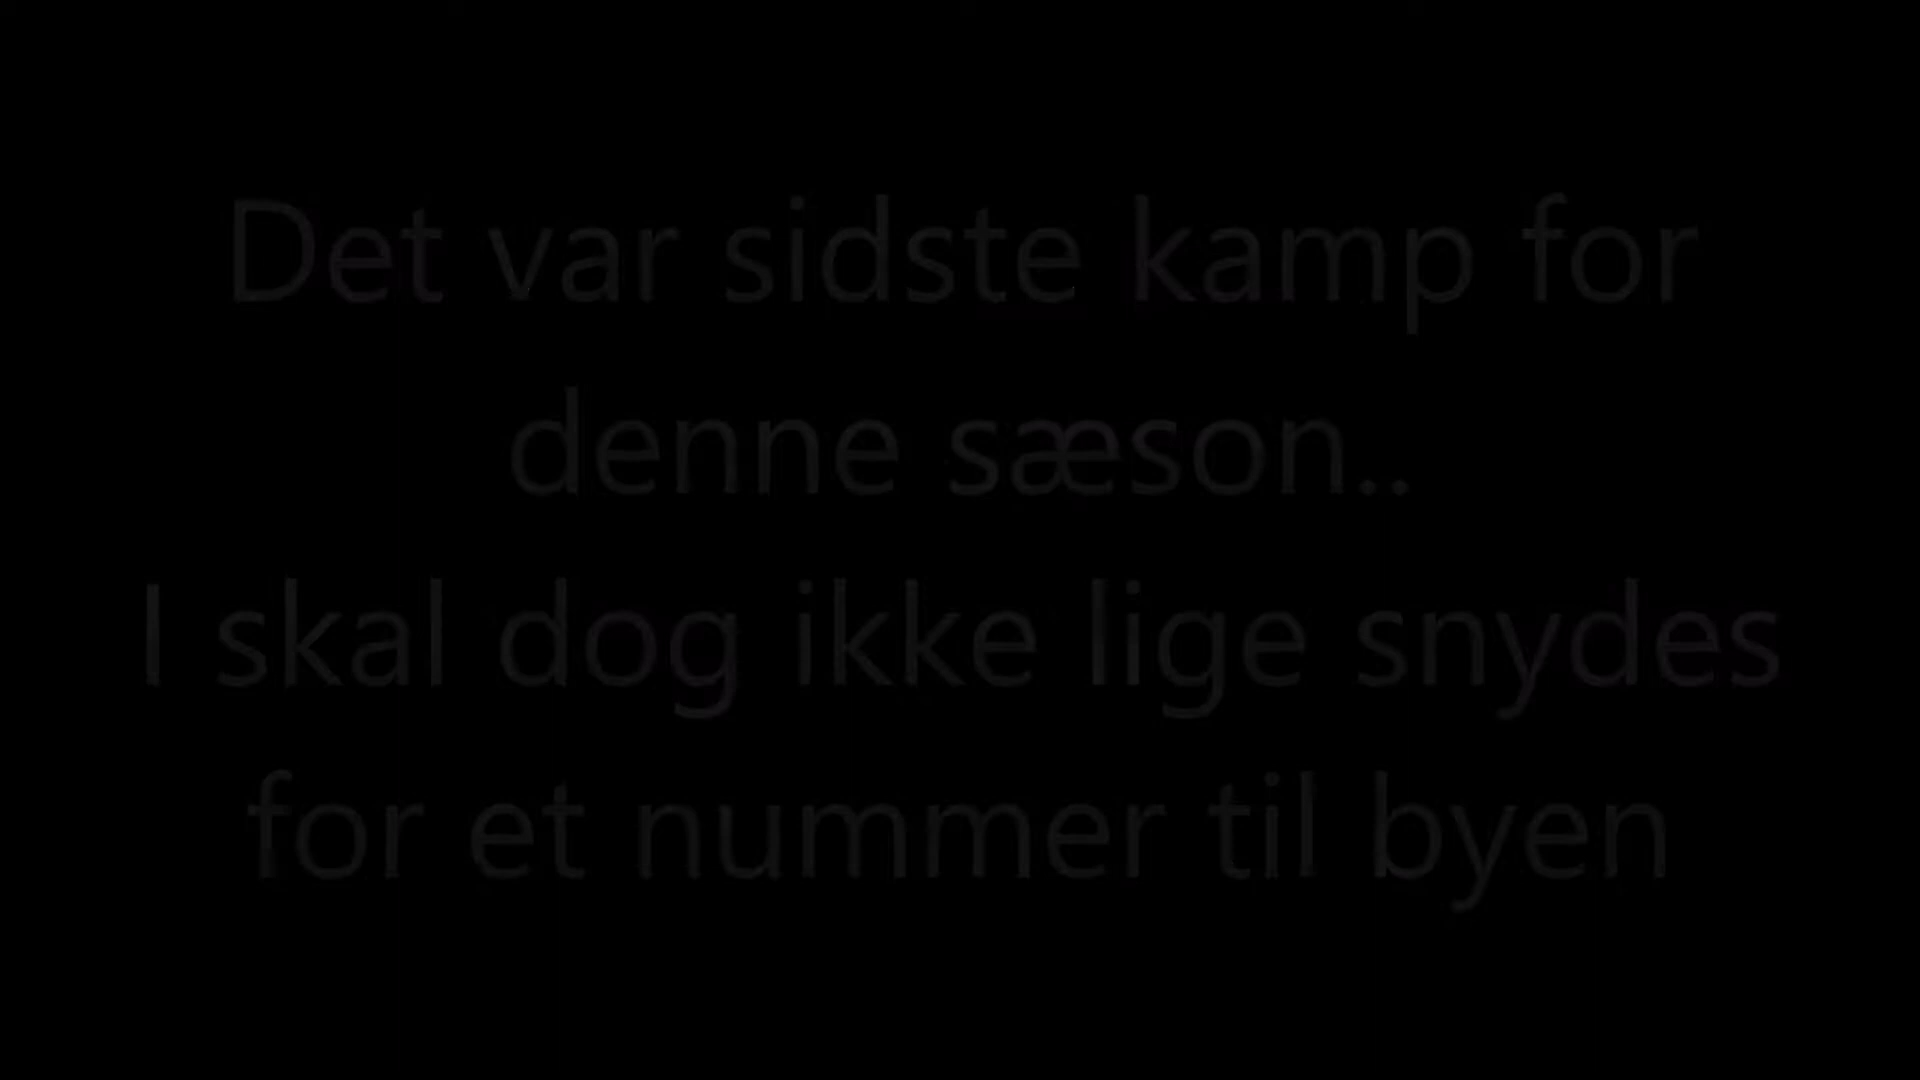 Det var sidste kamp for
denne sæson..
I skal dog ikke lige snydes
for et nummer til byen